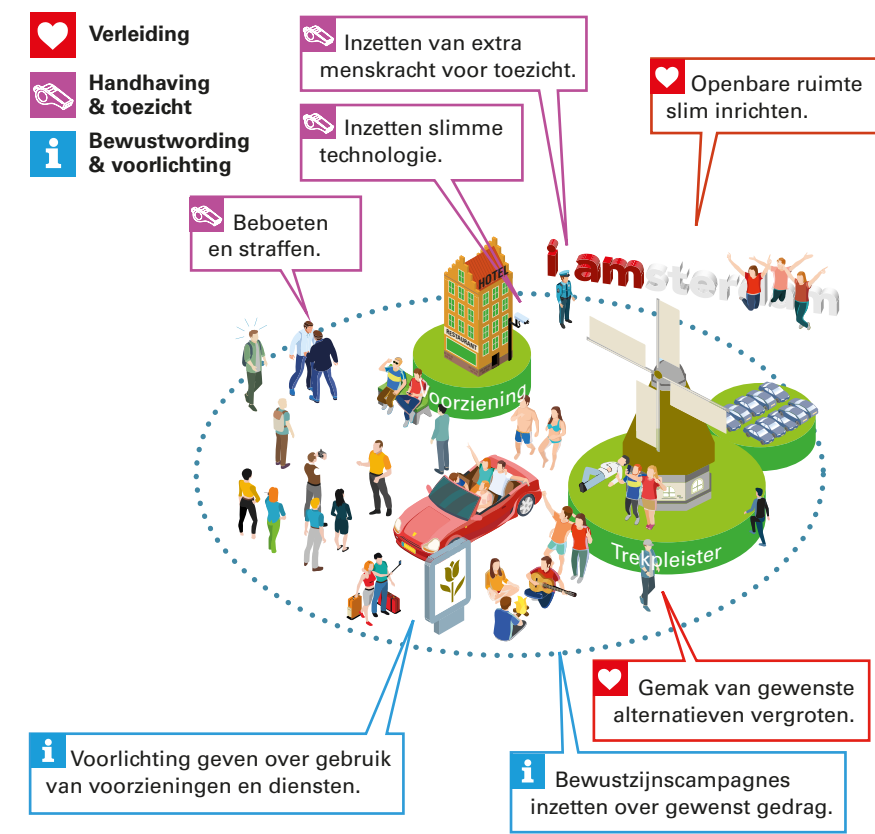 Verleiding
Handhaving
& toezicht
Bewustwording
& voorlichting
Inzetten van extra
menskracht voor toezicht.
Openbare ruimte
slim inrichten.
Inzetten slimme
technologie.
Beboeten
en straffen.
i amsterdam
HOTEL
RESTAURANT
Voorziening
Trekpleister
Gemak van gewenste
alternatieven vergroten.
Voorlichting geven over gebruik
van voorzieningen en diensten.
Bewustzijnscampagnes
inzetten over gewenst gedrag.